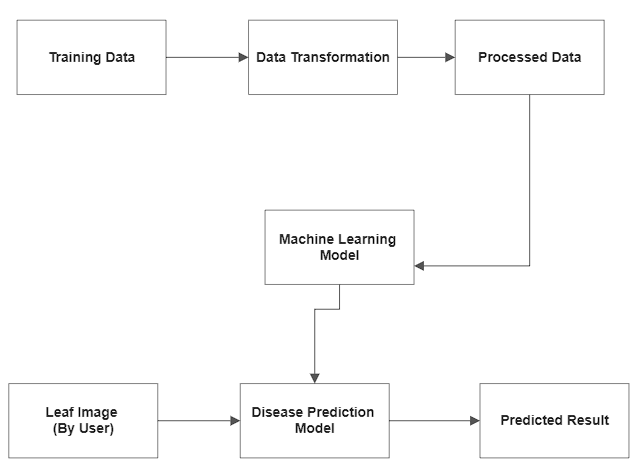 Training Data
Data Transformation
Processed Data
Machine Learning
Model
Leaf Image
(By User)
Disease Prediction
Model
Predicted Result